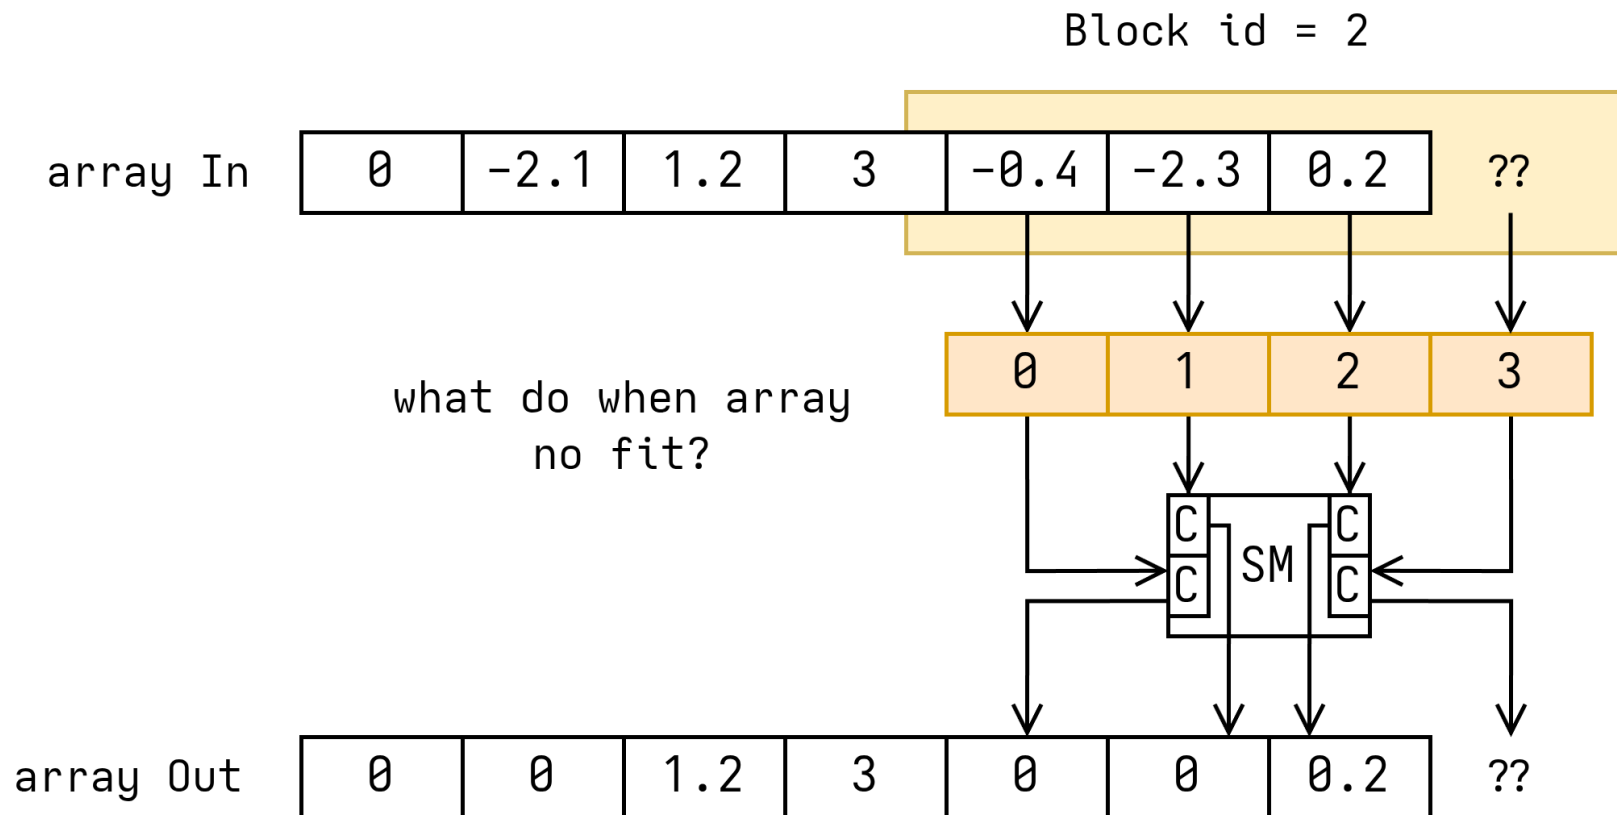 Block id = 2
array In 0 -2.1 1.2 3 -0.4 -2.3 0.2 ??
0 1 2 3
what do when array
no fit?
C SM C
C C
array Out 0 0 1.2 3 0 0 0.2 ??